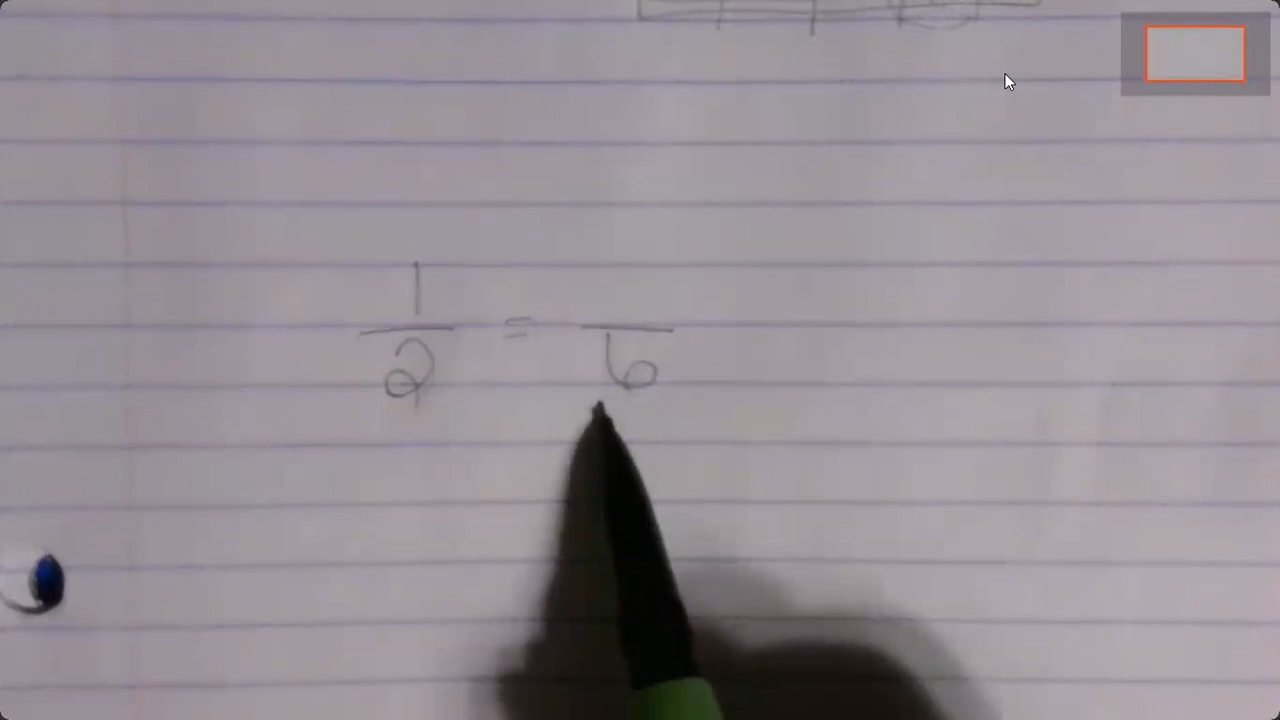 1/2 = /6